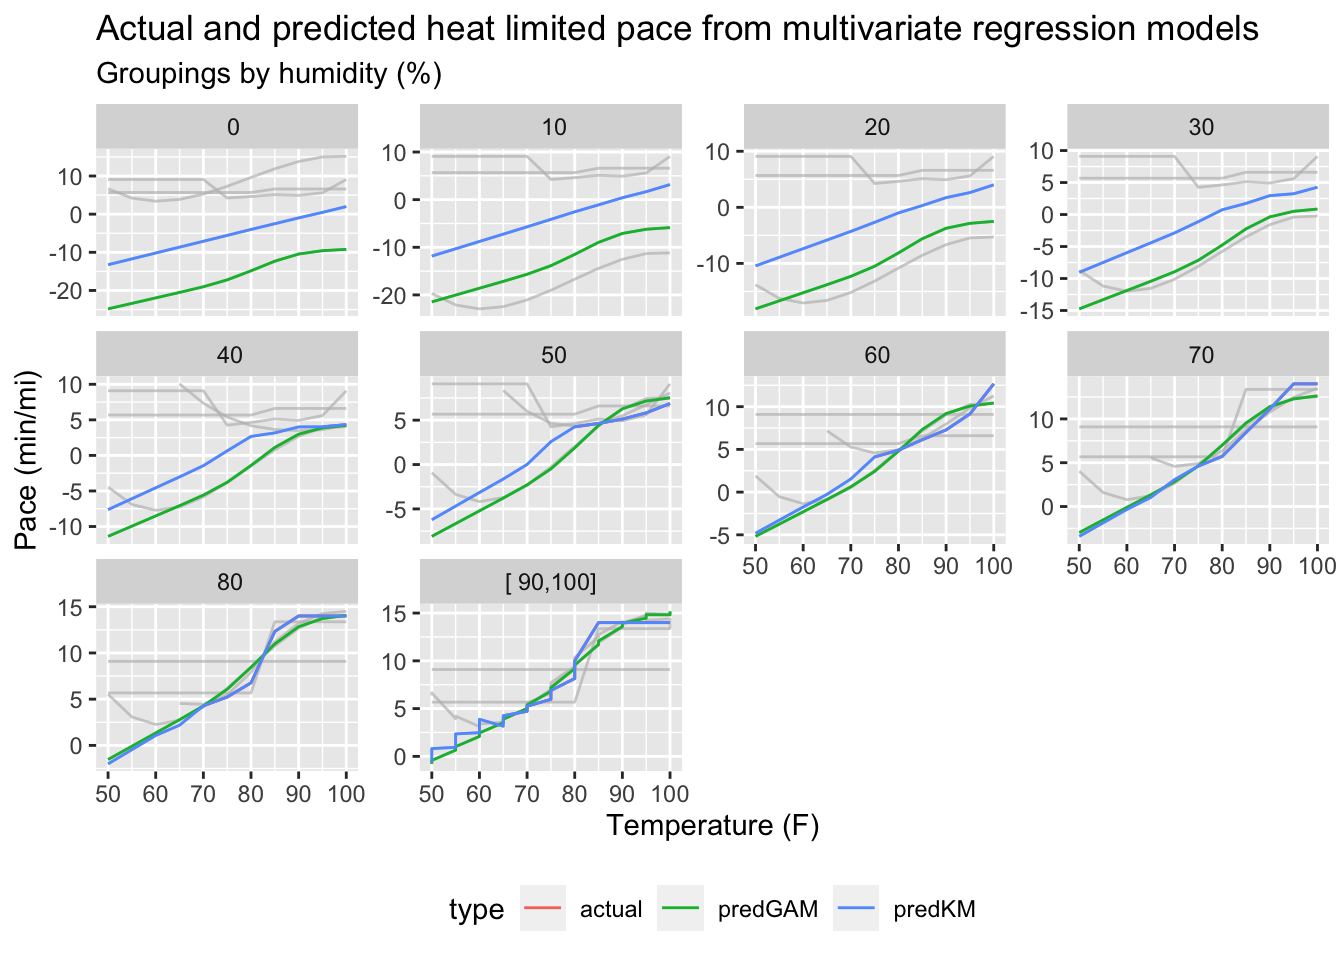 Actual and predicted heat limited pace from multivariate regression models
Groupings by humidity (%)
0 10 20 30
10 0 -10 -20
10 0 -10 -20
10 0 -10
10 5 0 -5 -10 -15
40 50 60 70
10 5 0 -5 -10
5 0 -5
10 5 0 -5
10 5 0
50 60 70 80 90 100 50 60 70 80 90 100
80 [ 90,100]
15 10 5 0
15 10 5 0
50 60 70 80 90 100 50 60 70 80 90 100
Pace (min/mi)
Temperature (F)
type actual predGAM predKM